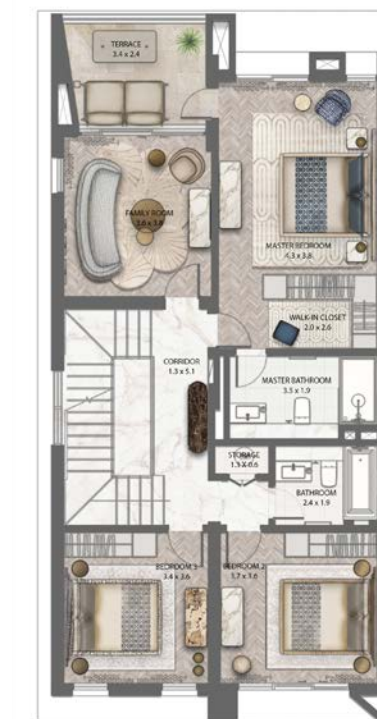 TERRACE
3.4 x 2.4
FAMILY ROOM
3.6 x 3.8
MASTER BEDROOM
4.3 x 3.8
WALK-IN CLOSET
2.0 x 2.6
CORRIDOR
1.3 x 5.1
MASTER BATHROOM
3.3 x 1.9
STORAGE
1.3 X 0.6
BATHROOM
2.4 x 1.9
BEDROOM 3
3.4 x 3.6
BEDROOM 2
3.7 x 3.6